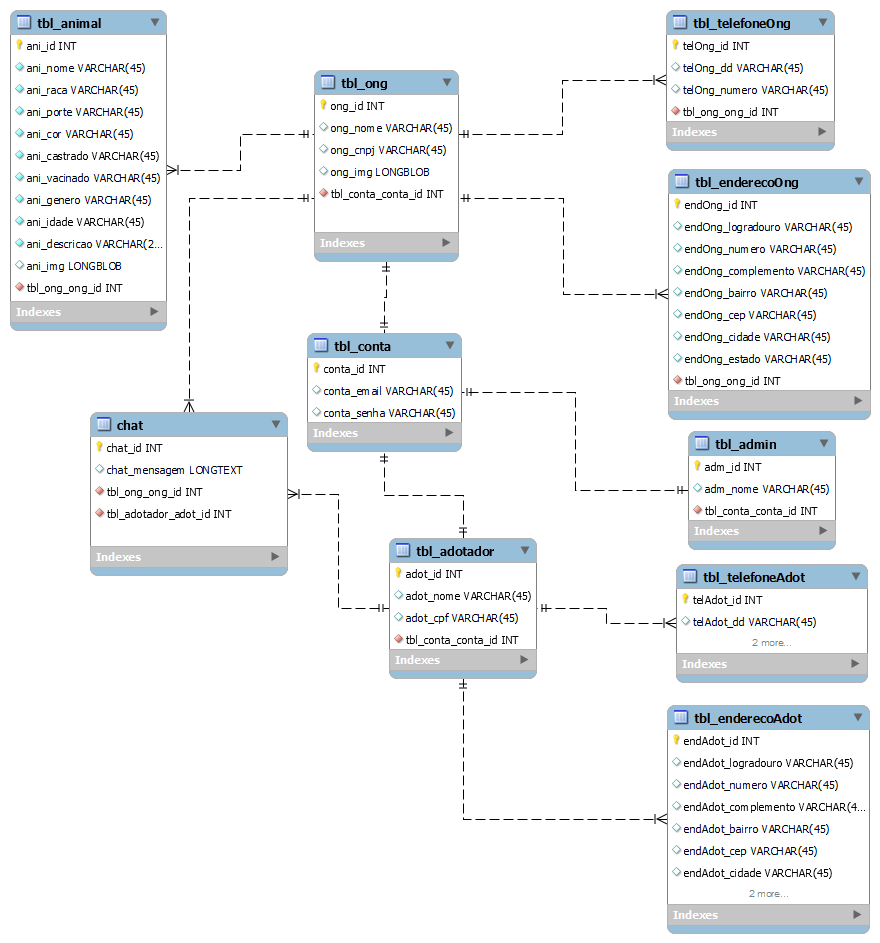 tbl_animal
ani_id INT
ani_nome VARCHAR(45)
ani_raca VARCHAR(45)
ani_porte VARCHAR(45)
ani_cor VARCHAR(45)
ani_castrado VARCHAR(45)
ani_vacinado VARCHAR(45)
ani_genero VARCHAR(45)
ani_idade VARCHAR(45)
ani_descricao VARCHAR(2...
ani_img LONGBLOB
tbl_ong_ong_id INT
Indexes
tbl_ong
ong_id INT
ong_nome VARCHAR(45)
ong_cnpj VARCHAR(45)
ong_img LONGBLOB
tbl_conta_conta_id INT
Indexes
tbl_telefoneOng
telOng_id INT
telOng_dd VARCHAR(45)
telOng_numero VARCHAR(45)
tbl_ong_ong_id INT
Indexes
tbl_enderecoOng
endOng_id INT
endOng_logradouro VARCHAR(45)
endOng_numero VARCHAR(45)
endOng_complemento VARCHAR(45)
endOng_bairro VARCHAR(45)
endOng_cep VARCHAR(45)
endOng_cidade VARCHAR(45)
endOng_estado VARCHAR(45)
tbl_ong_ong_id INT
Indexes
tbl_conta
conta_id INT
conta_email VARCHAR(45)
conta_senha VARCHAR(45)
Indexes
chat
chat_id INT
chat_mensagem LONGTEXT
tbl_ong_ong_id INT
tbl_adotador_adot_id INT
Indexes
tbl_admin
adm_id INT
adm_nome VARCHAR(45)
tbl_conta_conta_id INT
Indexes
tbl_adotador
adot_id INT
adot_nome VARCHAR(45)
adot_cpf VARCHAR(45)
tbl_conta_conta_id INT
Indexes
tbl_telefoneAdot
telAdot_id INT
telAdot_dd VARCHAR(45)
2 more...
Indexes
tbl_enderecoAdot
endAdot_id INT
endAdot_logradouro VARCHAR(45)
endAdot_numero VARCHAR(45)
endAdot_complemento VARCHAR(4...
endAdot_bairro VARCHAR(45)
endAdot_cep VARCHAR(45)
endAdot_cidade VARCHAR(45)
2 more...
Indexes